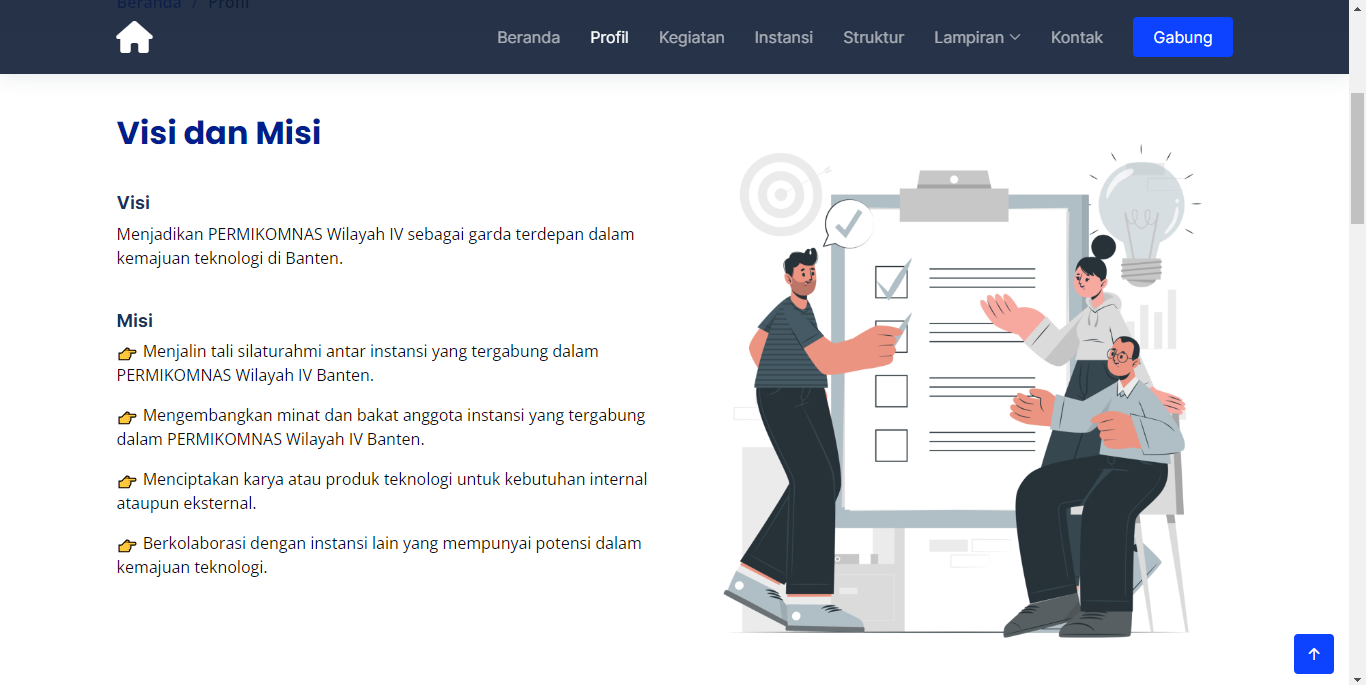 Beranda / Profil
Beranda Profil Kegiatan Instansi Struktur Lampiran Kontak Gabung
Visi dan Misi
Visi
Menjadikan PERMIKOMNAS Wilayah IV sebagai garda terdepan dalam
kemajuan teknologi di Banten.
Misi
👉 Menjalin tali silaturahmi antar instansi yang tergabung dalam
PERMIKOMNAS Wilayah IV Banten.
👉 Mengembangkan minat dan bakat anggota instansi yang tergabung
dalam PERMIKOMNAS Wilayah IV Banten.
👉 Menciptakan karya atau produk teknologi untuk kebutuhan internal
ataupun eksternal.
👉 Berkolaborasi dengan instansi lain yang mempunyai potensi dalam
kemajuan teknologi.